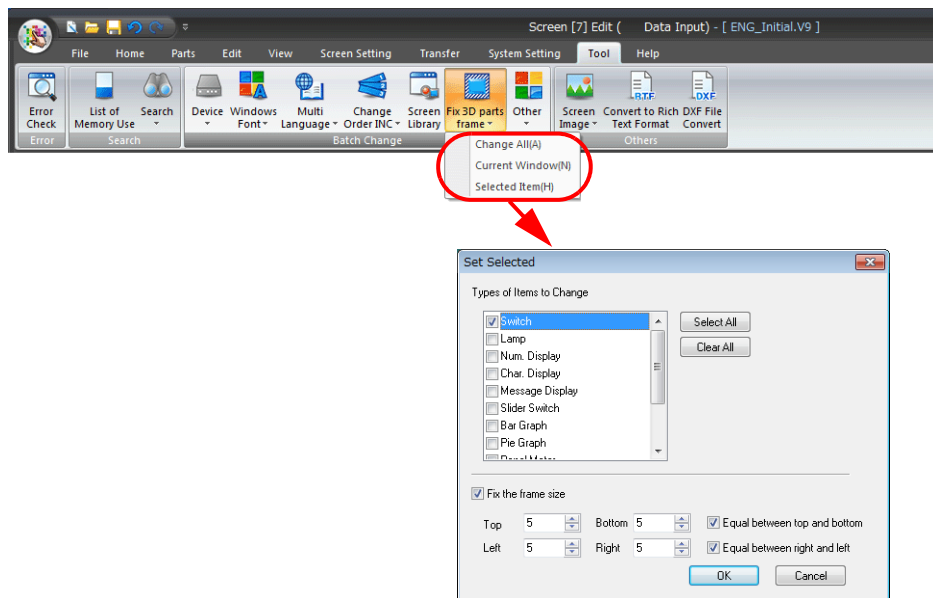 Screen [7] Edit ( Data Input) - [ ENG_Initial.V9 ]
File Home Parts Edit View Screen Setting Transfer System Setting Tool Help
Error Check
List of Memory Use
Search
Device
Windows Font
Multi Language
Change Order INC
Screen Library
Fix 3D parts frame
Other
Screen Image
RTF
Convert to Rich Text Format
DXF
DXF File Convert
Error Search Batch Change Others
Change All(A)
Current Window(N)
Selected Item(H)
Set Selected
Types of Items to Change
Switch
Lamp
Num. Display
Char. Display
Message Display
Slider Switch
Bar Graph
Pie Graph
Select All
Clear All
Fix the frame size
Top 5 Bottom 5 Equal between top and bottom
Left 5 Right 5 Equal between right and left
OK Cancel